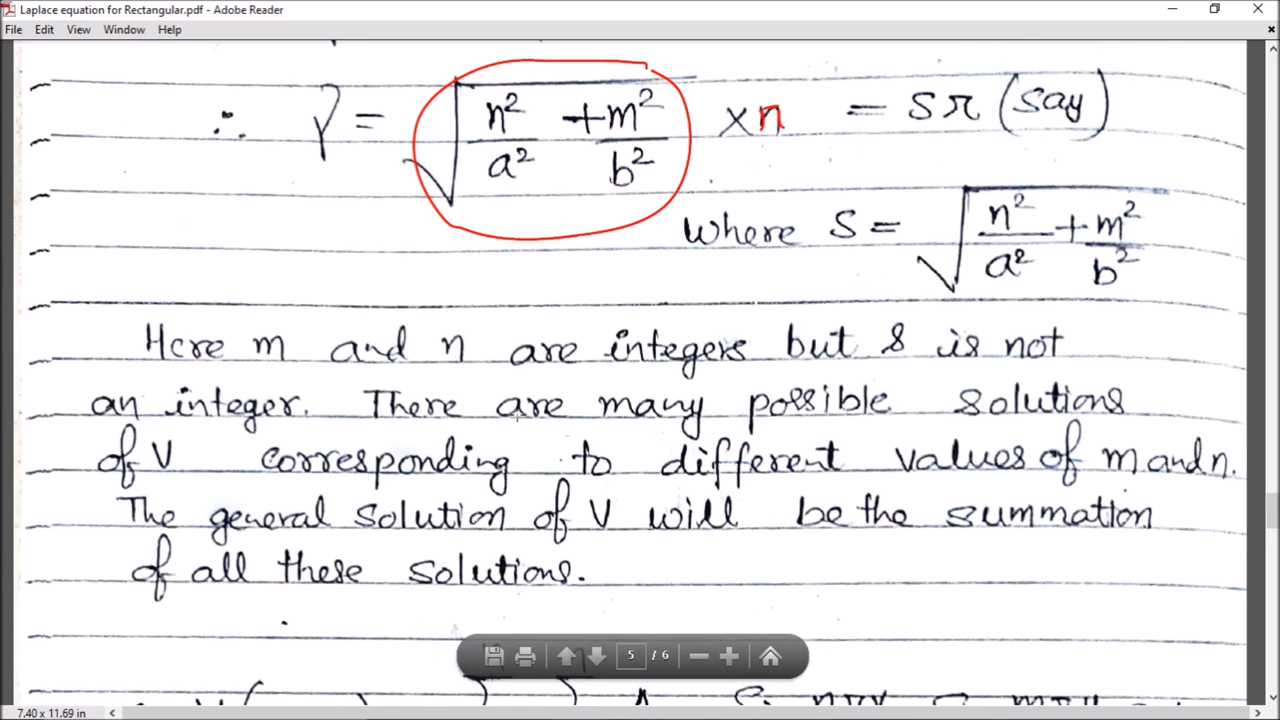 Laplace equation for Rectangular.pdf - Adobe Reader
File Edit View Window Help
∴ γ = √(n²/a² + m²/b²) × π = Sπ (say)
where S = √(n²/a² + m²/b²)
Here m and n are integers but S is not
an integer. There are many possible solutions
of V corresponding to different values of m and n.
The general solution of V will be the summation
of all these solutions.
5 / 6
7.40 x 11.69 in